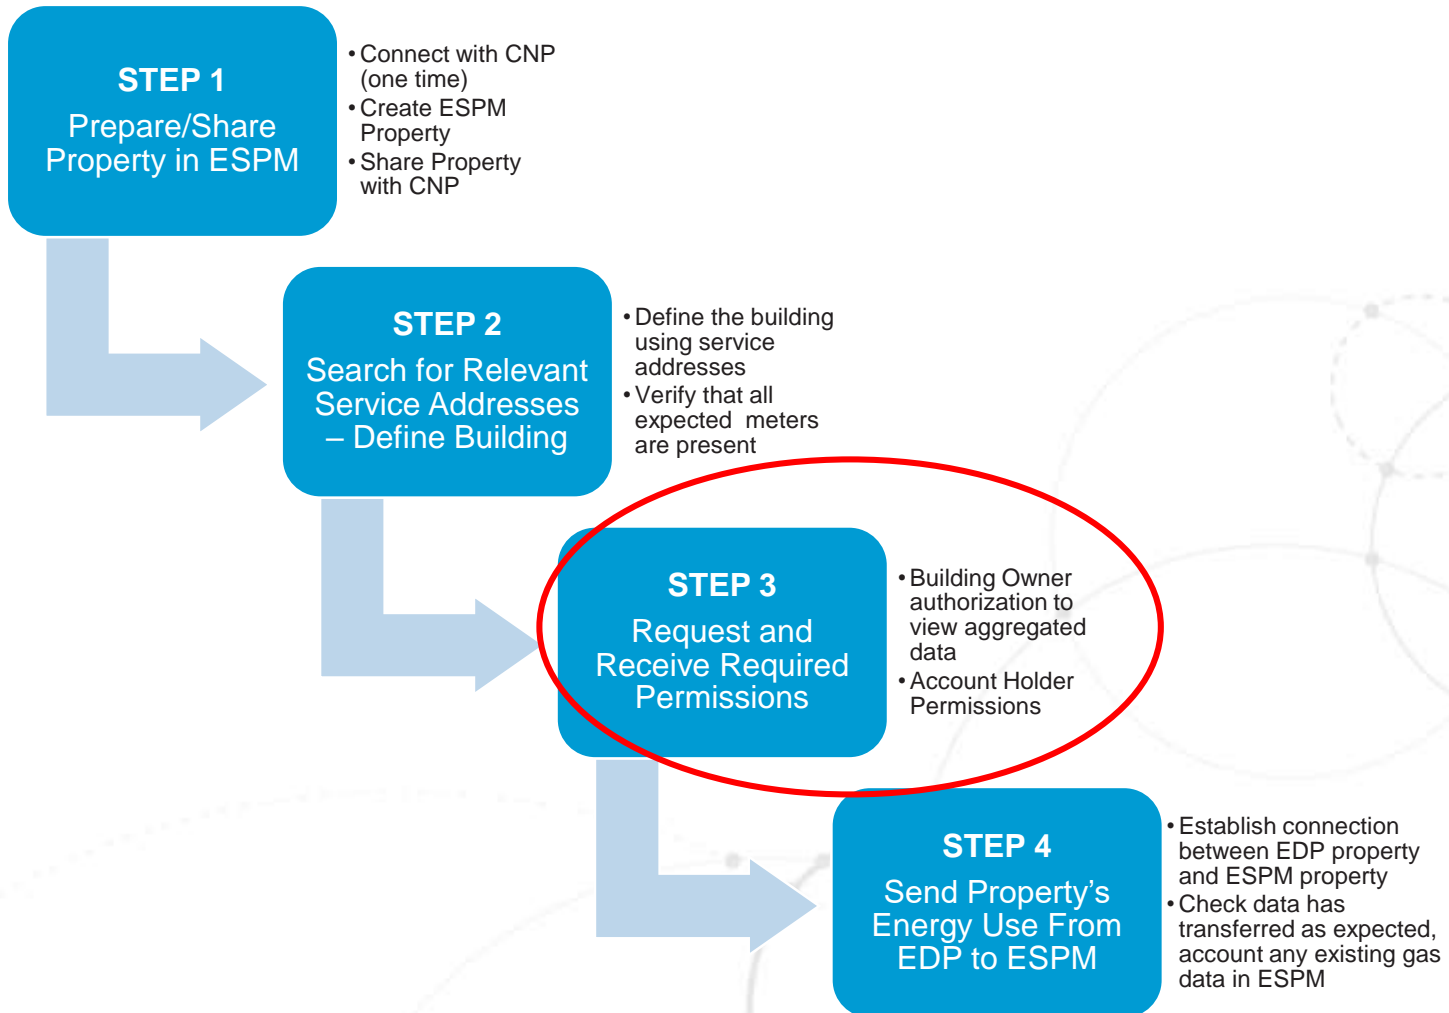 STEP 1
Prepare/Share
Property in ESPM
• Connect with CNP
(one time)
• Create ESPM
Property
• Share Property
with CNP
STEP 2
Search for Relevant
Service Addresses
– Define Building
• Define the building
using service
addresses
• Verify that all
expected meters
are present
STEP 3
Request and
Receive Required
Permissions
• Building Owner
authorization to
view aggregated
data
• Account Holder
Permissions
STEP 4
Send Property’s
Energy Use From
EDP to ESPM
• Establish connection
between EDP property
and ESPM property
• Check data has
transferred as expected,
account any existing gas
data in ESPM